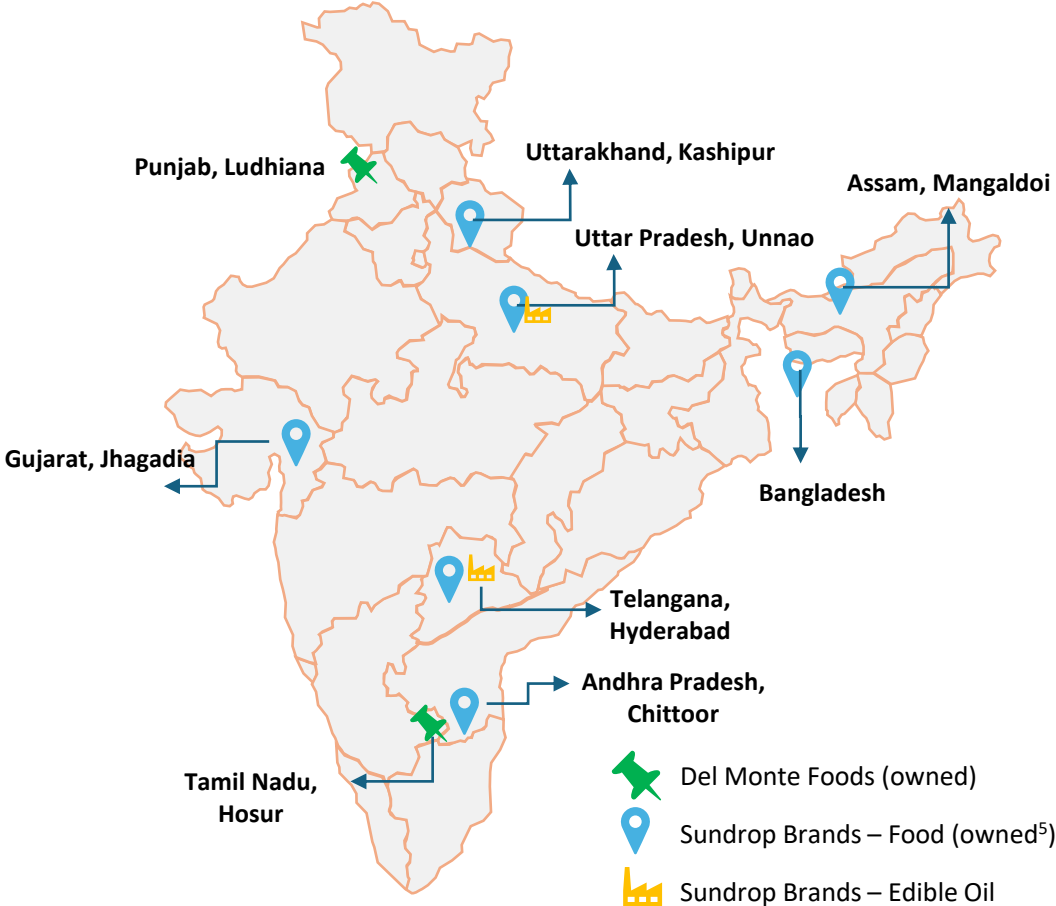 Punjab, Ludhiana
Uttarakhand, Kashipur
Assam, Mangaldoi
Uttar Pradesh, Unnao
Gujarat, Jhagadia
Bangladesh
Telangana,
Hyderabad
Andhra Pradesh,
Chittoor
Tamil Nadu,
Hosur
Del Monte Foods (owned)
Sundrop Brands – Food (owned⁵)
Sundrop Brands – Edible Oil